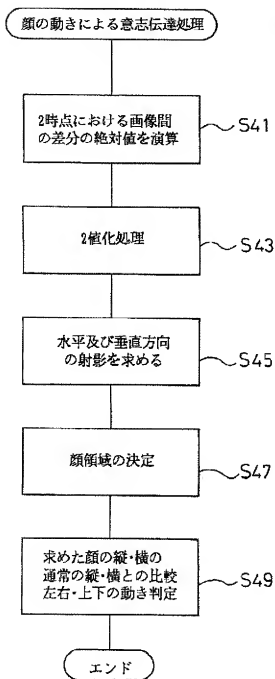 顔の動きによる意志伝達処理
2時点における画像間
の差分の絶対値を演算
S41
2値化処理
S43
水平及び垂直方向
の射影を求める
S45
顔領域の決定
S47
求めた顔の縦・横の
通常の縦・横との比較
左右・上下の動き判定
S49
エンド